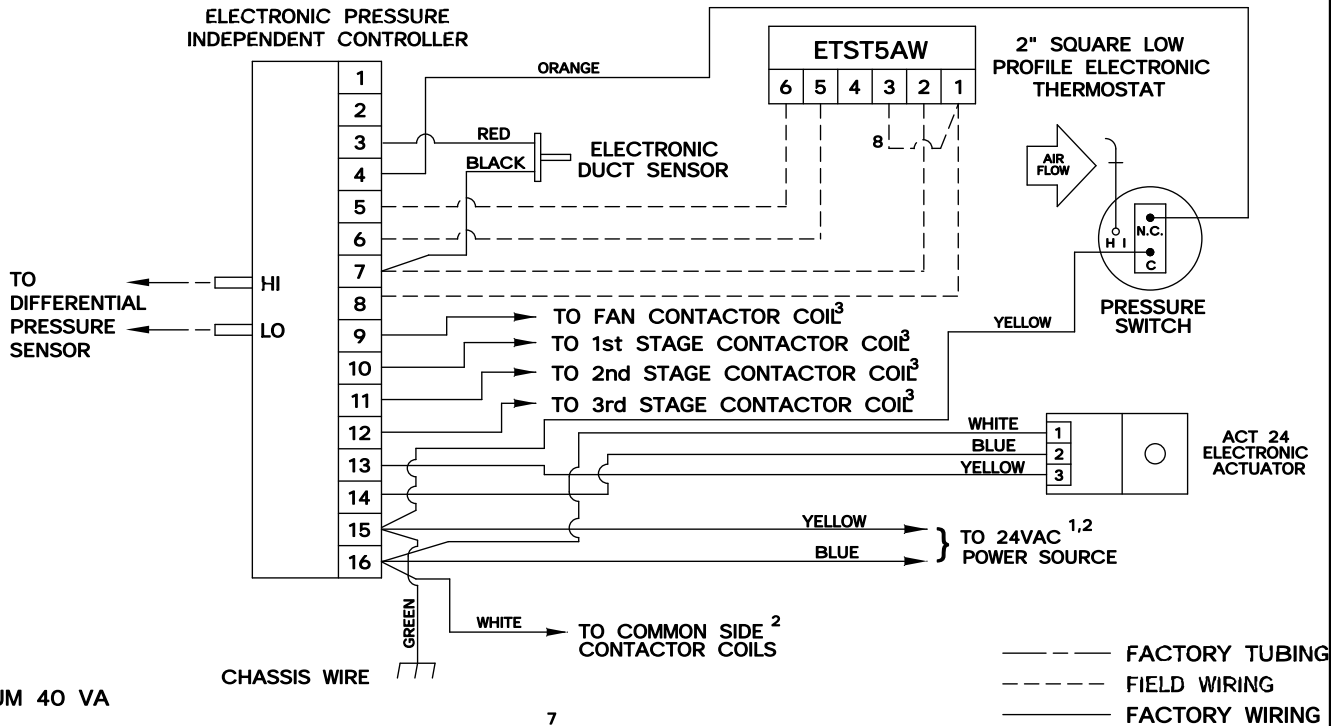 ELECTRONIC PRESSURE
INDEPENDENT CONTROLLER
1
2
3
4
5
6
7
8
9
10
11
12
13
14
15
16
HI
LO
TO
DIFFERENTIAL
PRESSURE
SENSOR
ORANGE
RED
BLACK
ELECTRONIC
DUCT SENSOR
ETST5AW
6 5 4 3 2 1
8
2" SQUARE LOW
PROFILE ELECTRONIC
THERMOSTAT
AIR
FLOW
N.C.
HI
C
PRESSURE
SWITCH
YELLOW
TO FAN CONTACTOR COIL³
TO 1st STAGE CONTACTOR COIL³
TO 2nd STAGE CONTACTOR COIL³
TO 3rd STAGE CONTACTOR COIL³
WHITE
BLUE
YELLOW
1
2
3
ACT 24
ELECTRONIC
ACTUATOR
YELLOW
BLUE
} TO 24VAC ¹,²
POWER SOURCE
GREEN
WHITE
TO COMMON SIDE ²
CONTACTOR COILS
CHASSIS WIRE
FACTORY TUBING
FIELD WIRING
FACTORY WIRING
UM 40 VA
7